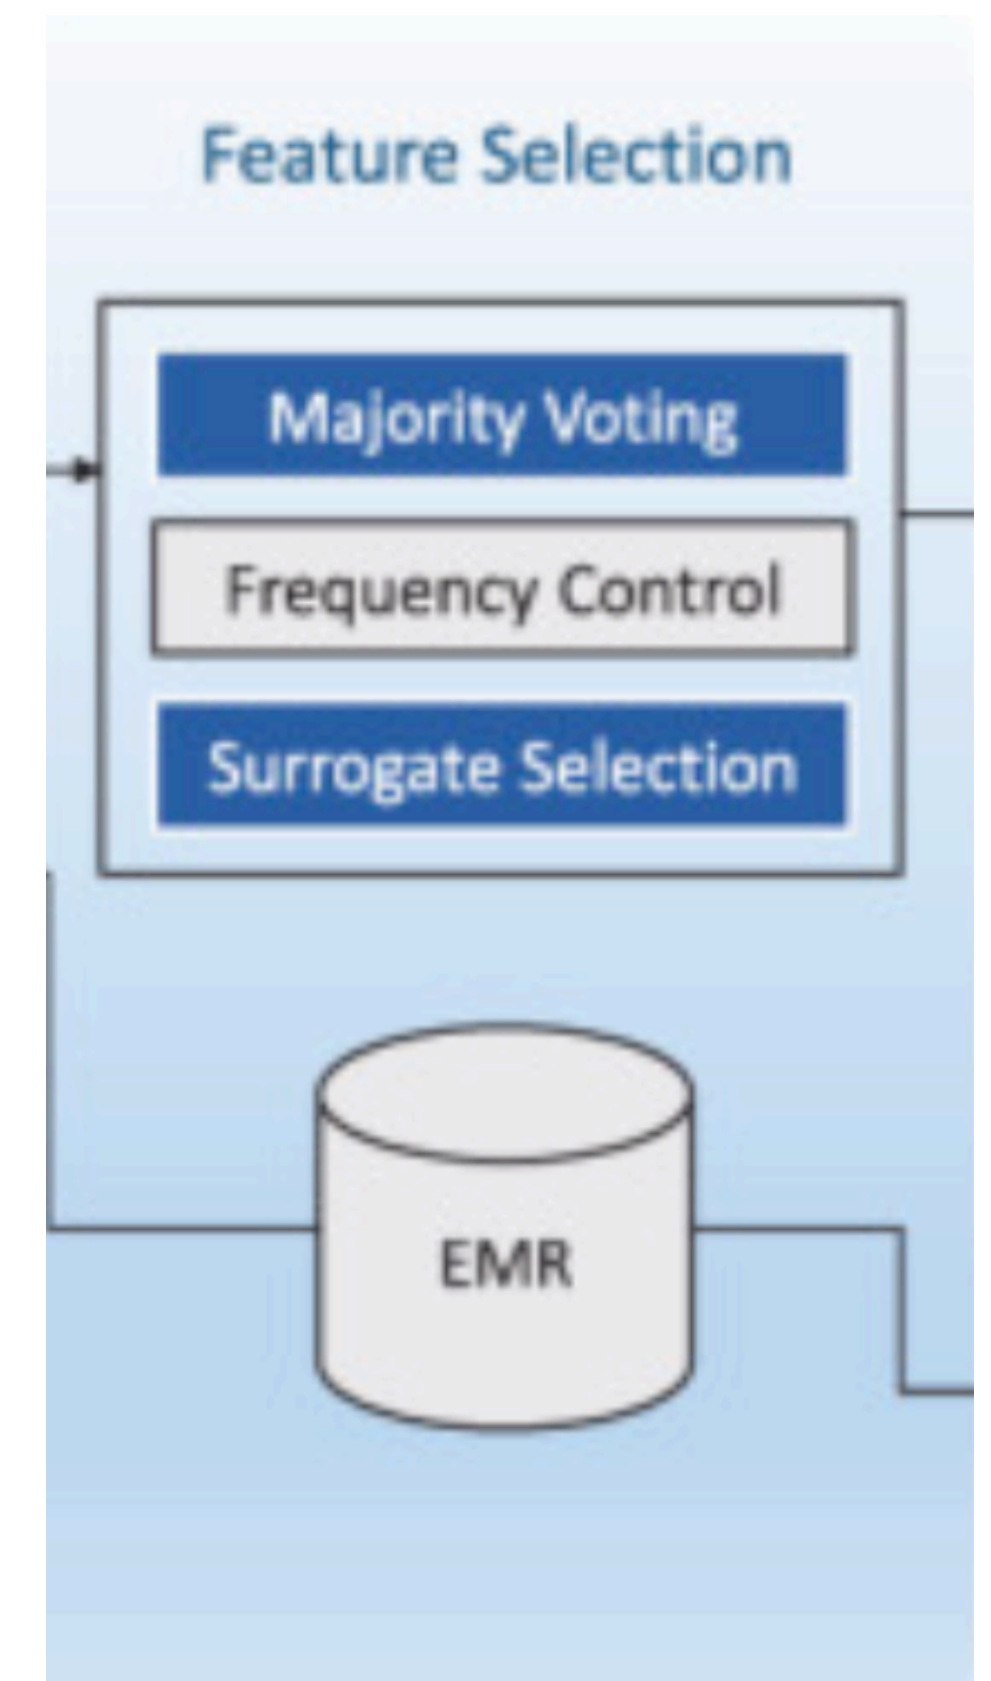 Feature Selection
Majority Voting
Frequency Control
Surrogate Selection
EMR